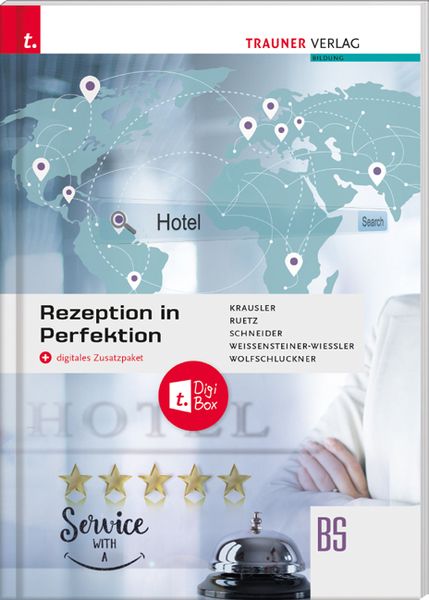 t.
TRAUNER VERLAG
BILDUNG
Hotel
Search
Rezeption in
Perfektion
+ digitales Zusatzpaket
KRAUSLER
RUETZ
SCHNEIDER
WEISSENSTEINER-WIESSLER
WOLFSCHLUCKNER
t. Digi
Box
HOTEL
Service
WITH
A
BS